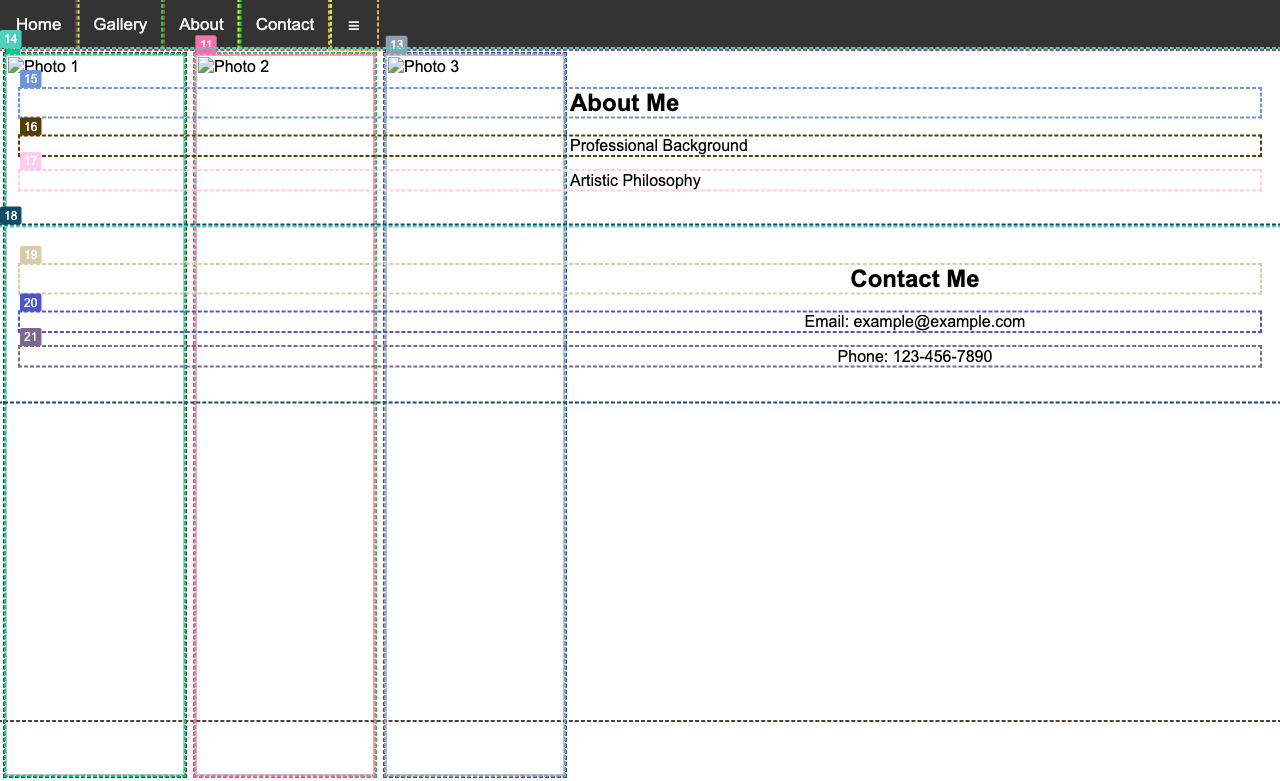 Home Gallery About Contact ≡
14
11
13
Photo 1 Photo 2 Photo 3
15
About Me
16
Professional Background
17
Artistic Philosophy
18
19
Contact Me
20
Email: example@example.com
21
Phone: 123-456-7890